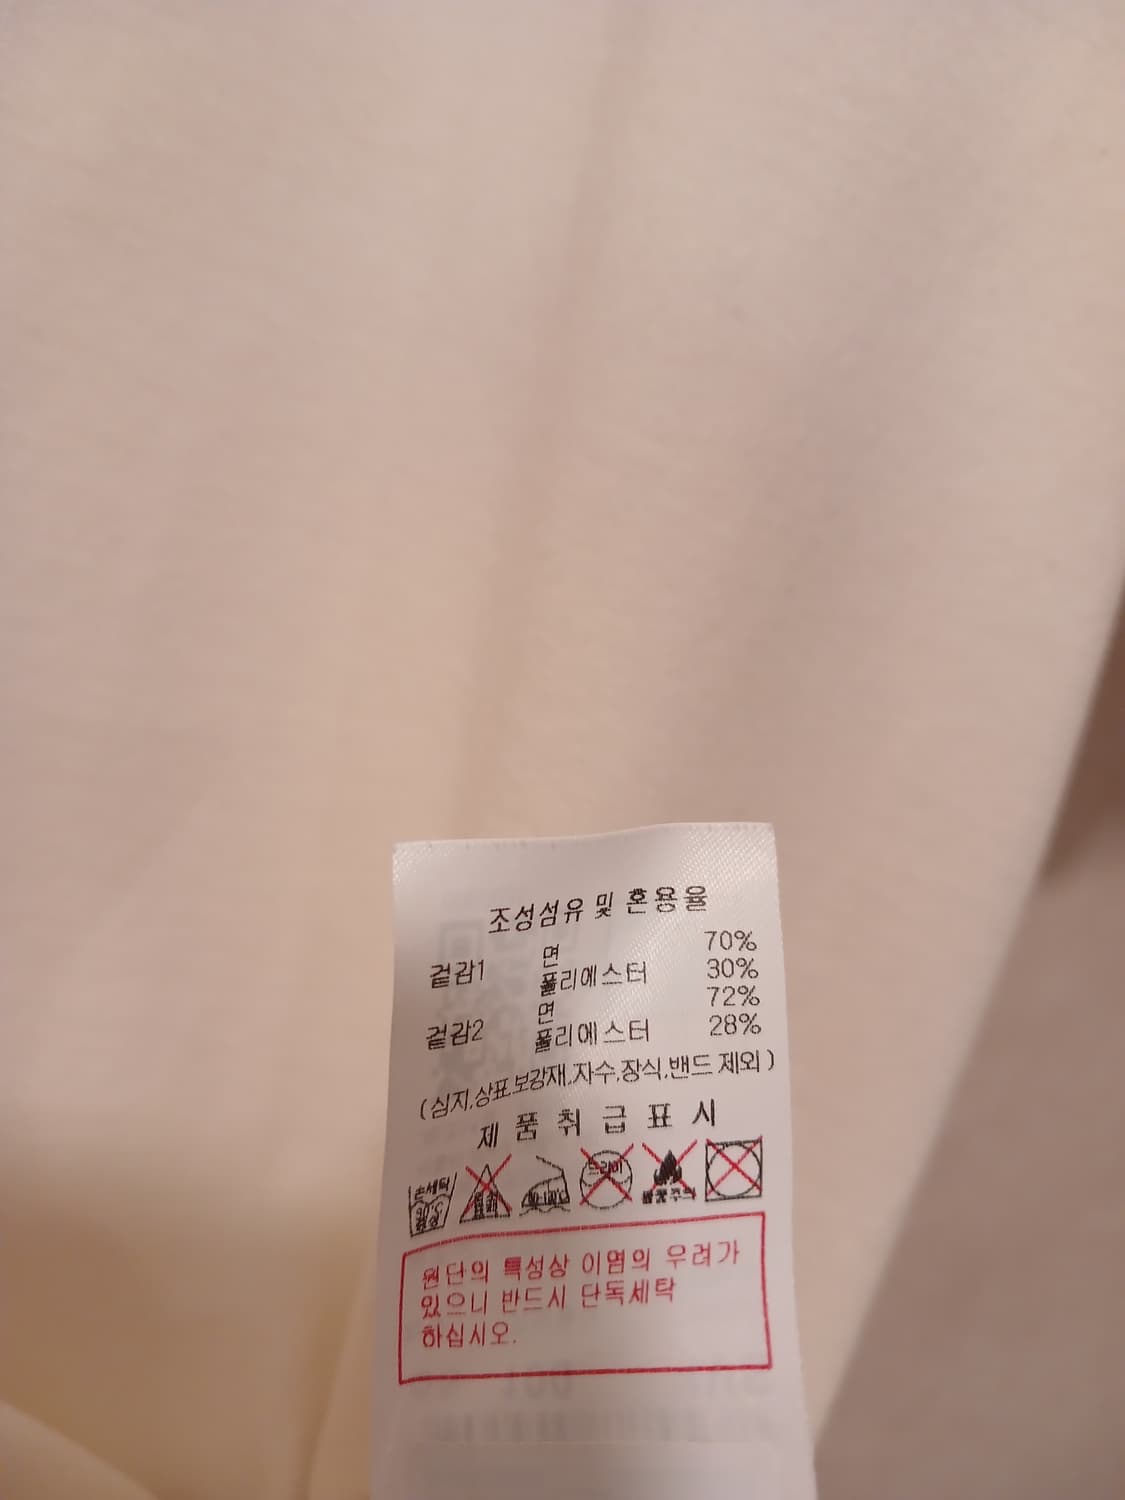 조성섬유 및 혼용율
겉감1 면 70%
폴리에스터 30%
겉감2 면 72%
폴리에스터 28%
(심지,상표,보강재,자수,장식,밴드 제외)
제 품 취 급 표 시
손세탁 30°C 중성
드라이
원단의 특성상 이염의 우려가
있으니 반드시 단독세탁
하십시오.